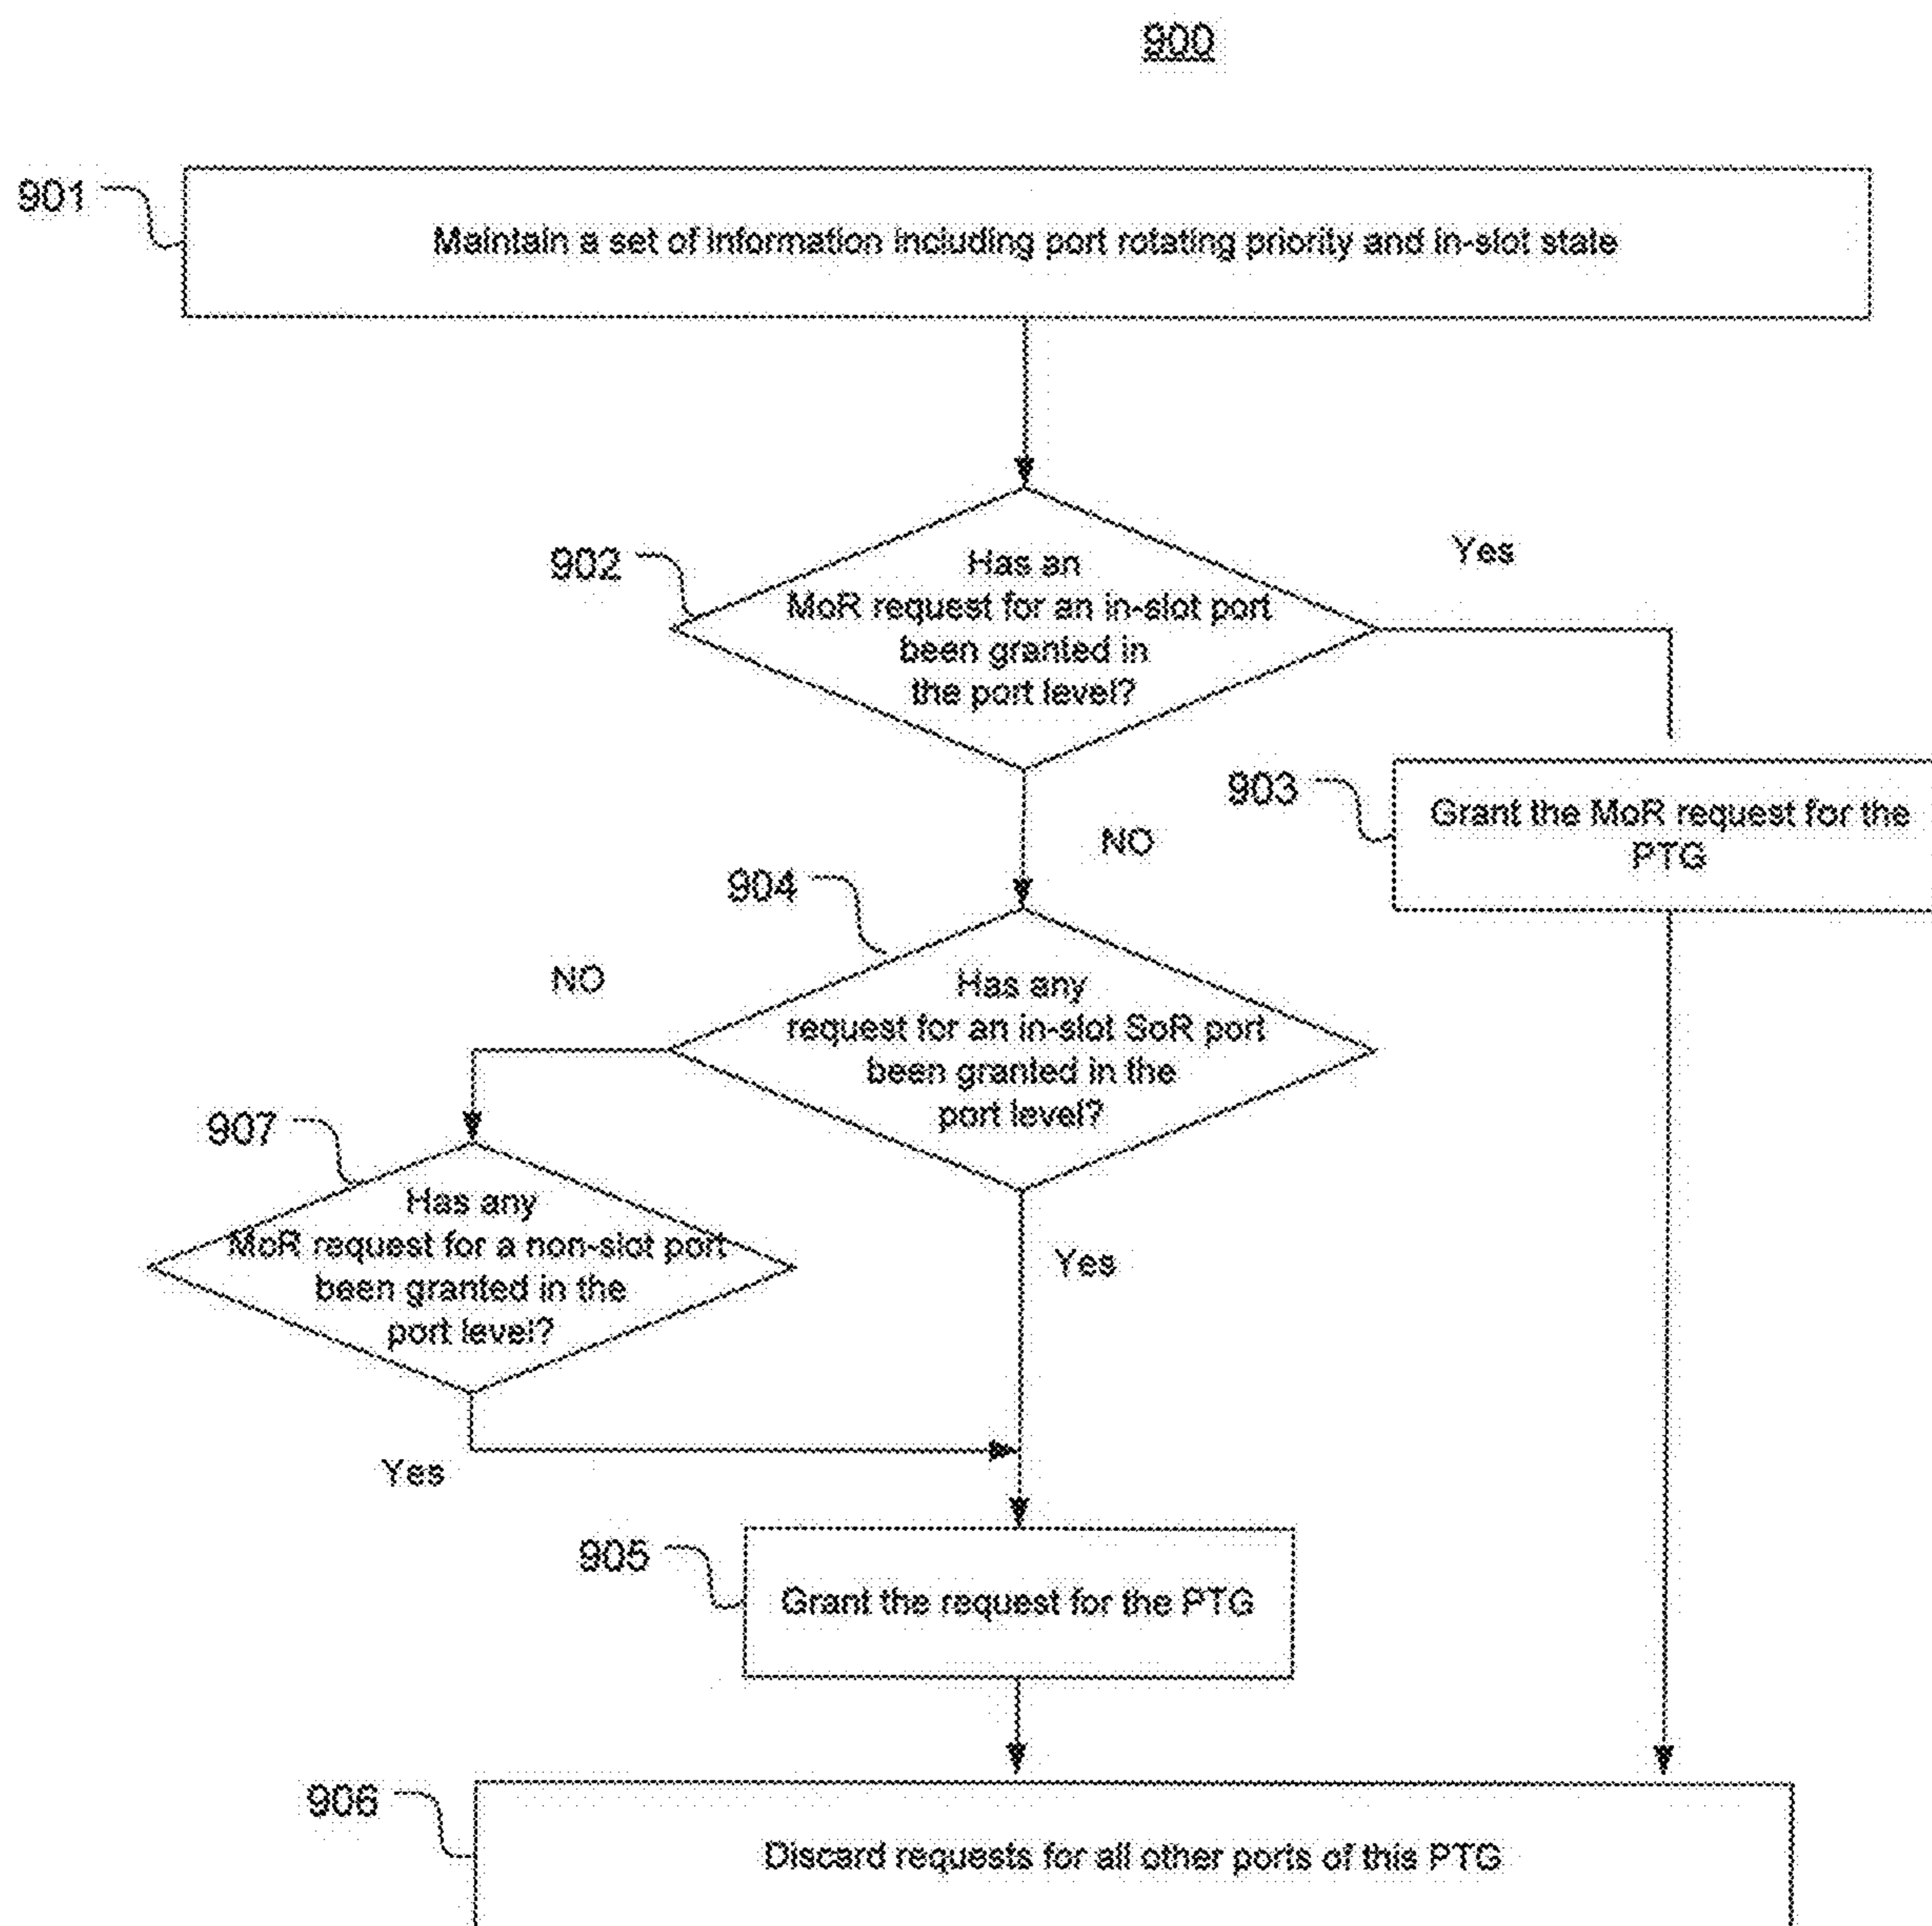 900
901
Maintain a set of information including port rotating priority and in-slot state
902
Has an
MoR request for an in-slot port
been granted in
the port level?
Yes
903
Grant the MoR request for the
PTG
NO
904
Has any
request for an in-slot SoR port
been granted in the
port level?
NO
907
Has any
MoR request for a non-slot port
been granted in the
port level?
Yes
Yes
905
Grant the request for the PTG
906
Discard requests for all other ports of this PTG